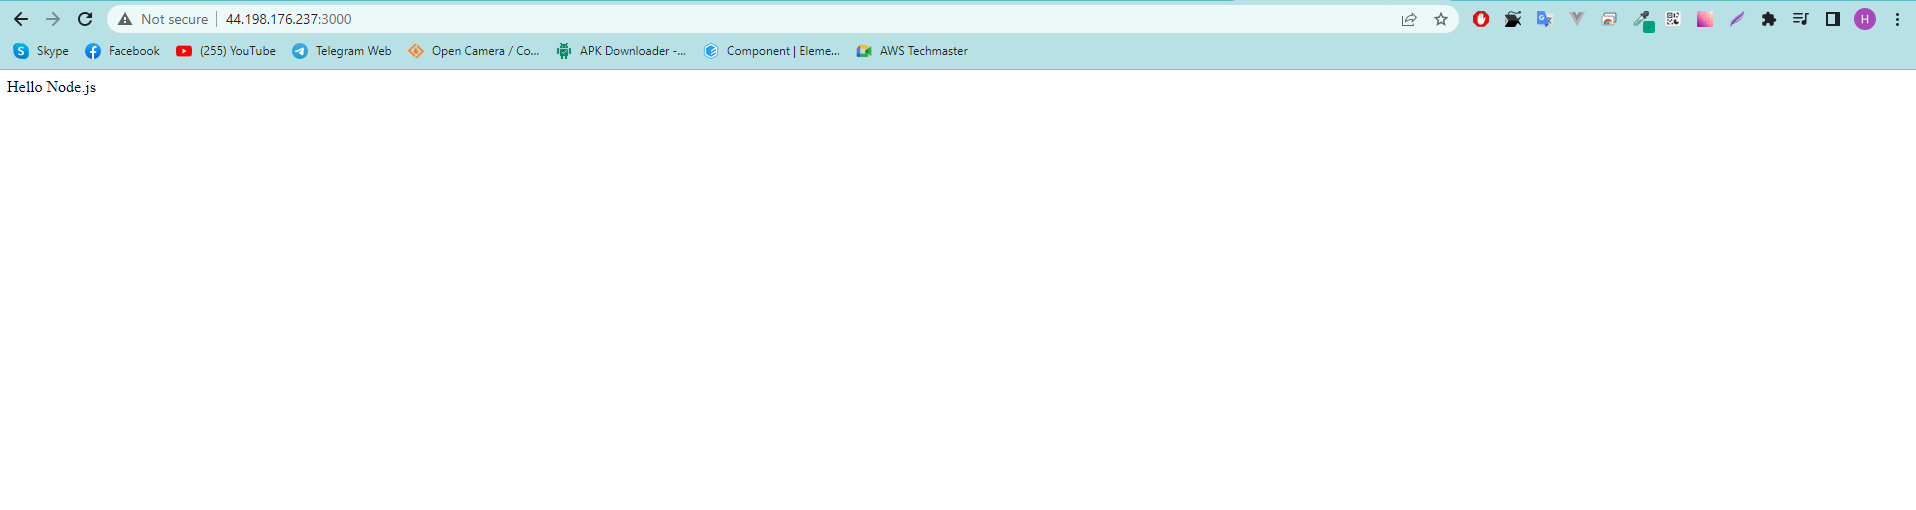 Not secure 44.198.176.237:3000
H
Skype Facebook (255) YouTube Telegram Web Open Camera / Co... APK Downloader -... Component | Eleme... AWS Techmaster
Hello Node.js